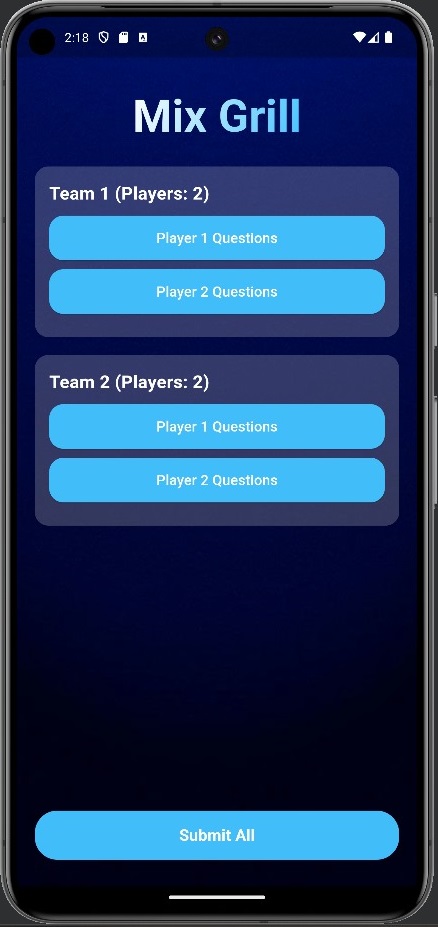 2:18
Mix Grill
Team 1 (Players: 2)
Player 1 Questions
Player 2 Questions
Team 2 (Players: 2)
Player 1 Questions
Player 2 Questions
Submit All